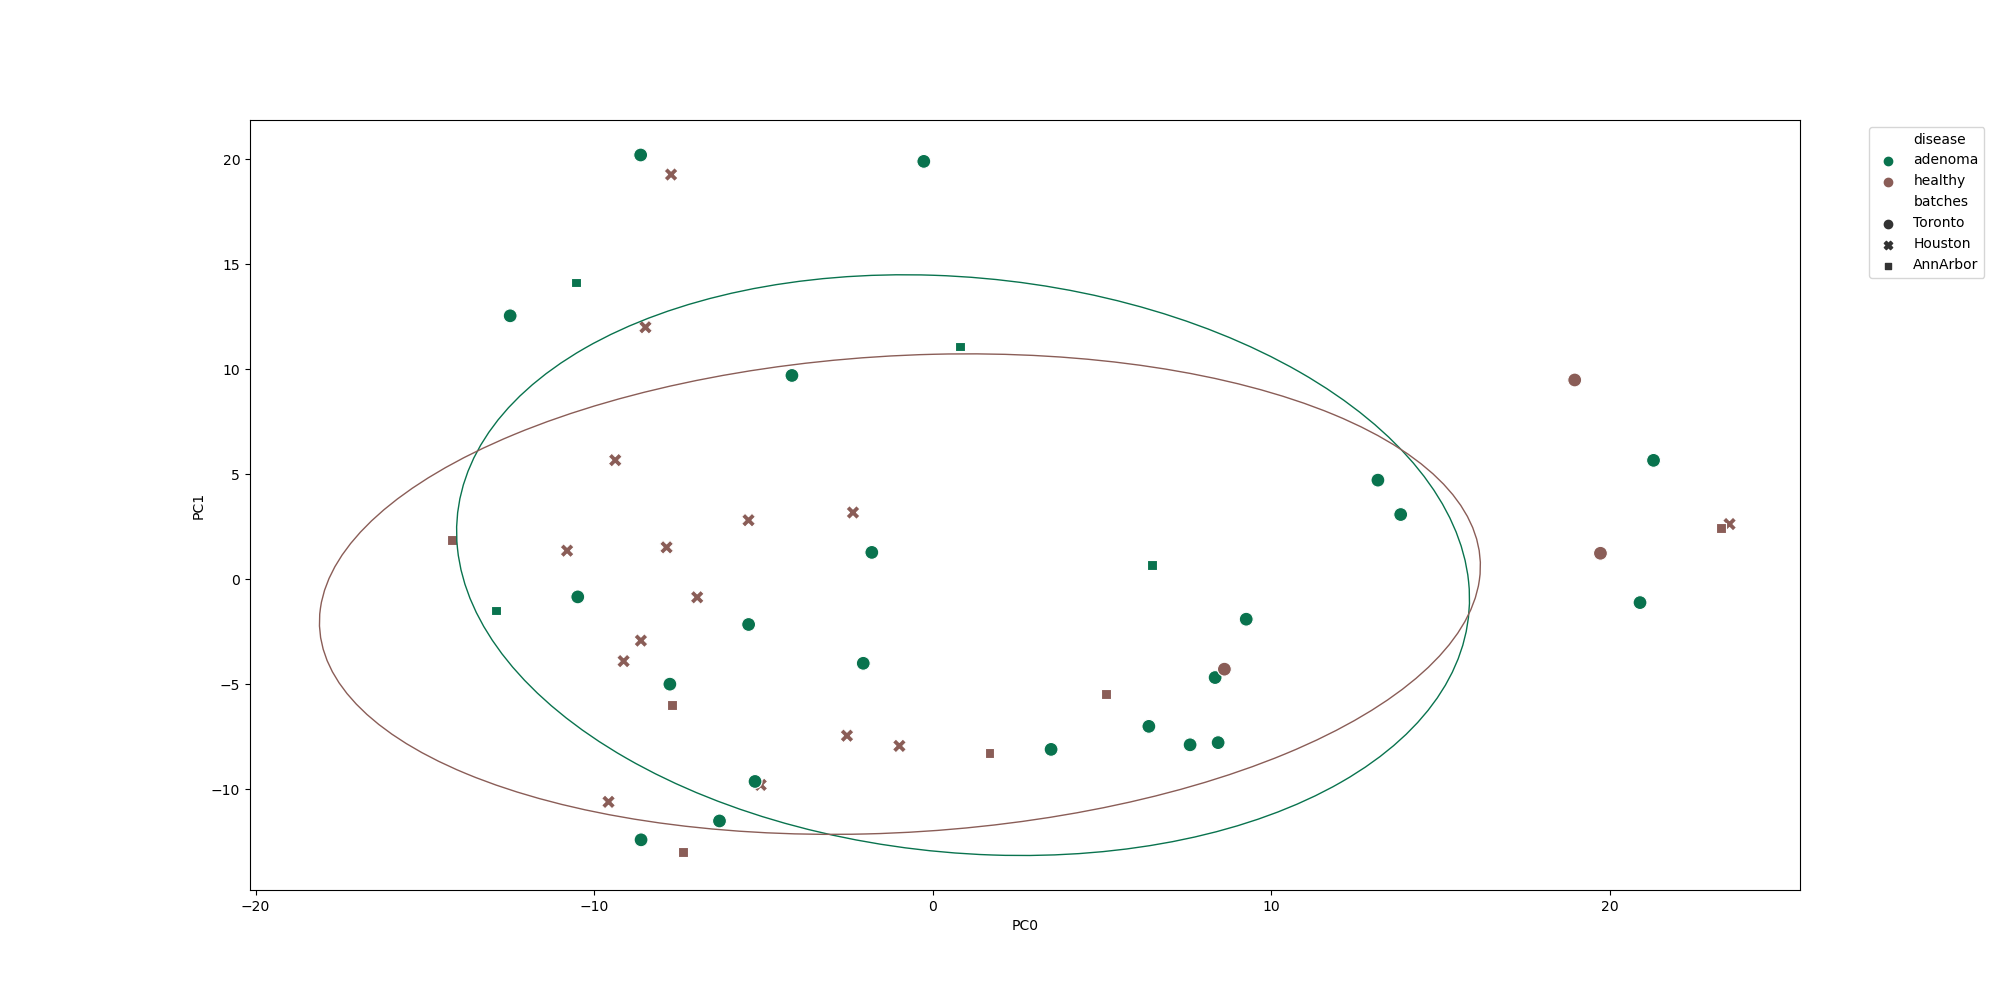 disease
adenoma
healthy
batches
Toronto
Houston
AnnArbor
20
15
10
5
0
−5
−10
PC1
−20
−10
0
10
20
PC0